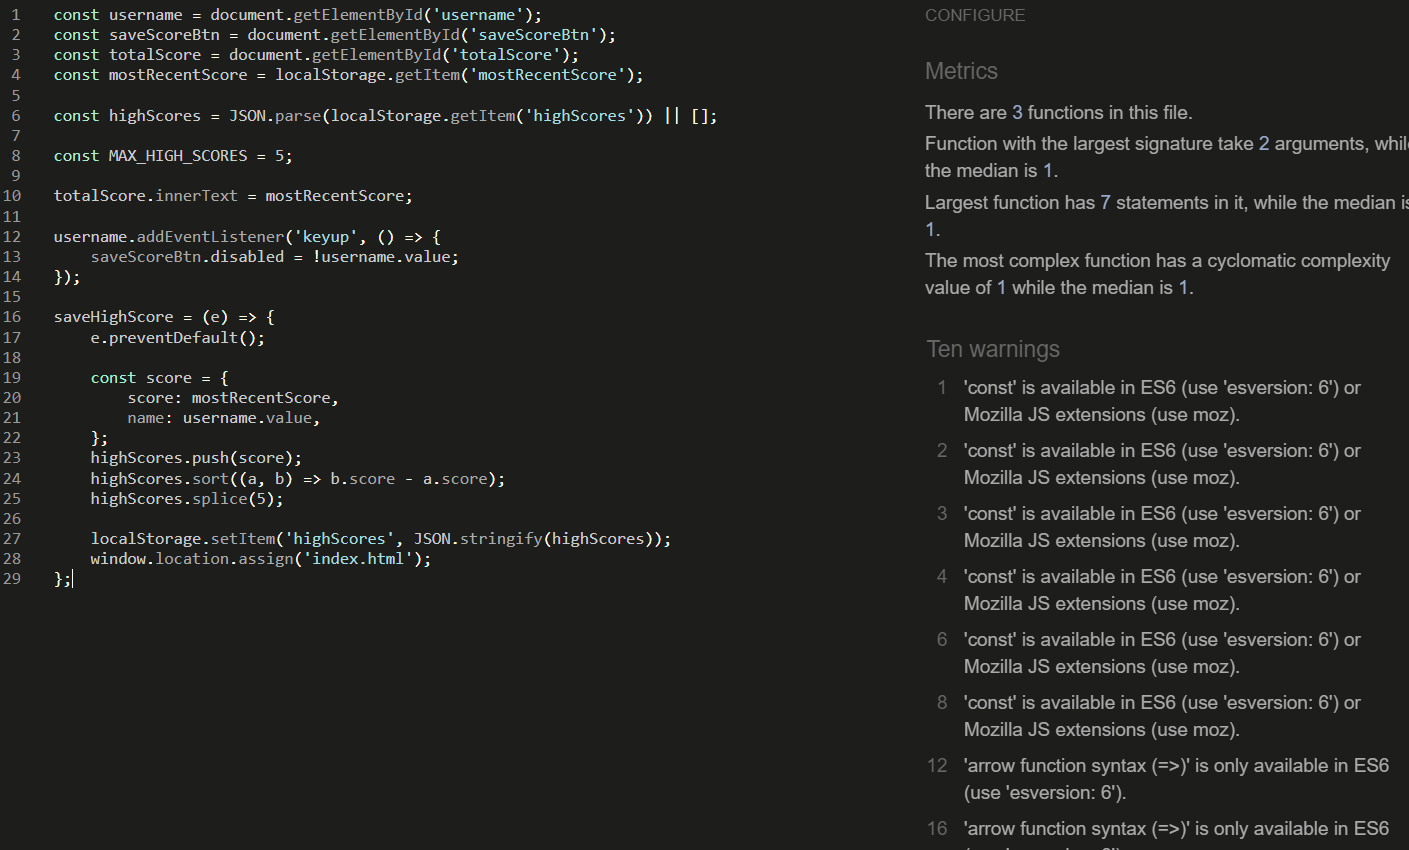 1 const username = document.getElementById('username');
2 const saveScoreBtn = document.getElementById('saveScoreBtn');
3 const totalScore = document.getElementById('totalScore');
4 const mostRecentScore = localStorage.getItem('mostRecentScore');
5
6 const highScores = JSON.parse(localStorage.getItem('highScores')) || [];
7
8 const MAX_HIGH_SCORES = 5;
9
10 totalScore.innerText = mostRecentScore;
11
12 username.addEventListener('keyup', () => {
13     saveScoreBtn.disabled = !username.value;
14 });
15
16 saveHighScore = (e) => {
17     e.preventDefault();
18
19     const score = {
20         score: mostRecentScore,
21         name: username.value,
22     };
23     highScores.push(score);
24     highScores.sort((a, b) => b.score - a.score);
25     highScores.splice(5);
26
27     localStorage.setItem('highScores', JSON.stringify(highScores));
28     window.location.assign('index.html');
29 };
CONFIGURE
Metrics
There are 3 functions in this file.
Function with the largest signature take 2 arguments, whil
the median is 1.
Largest function has 7 statements in it, while the median is
1.
The most complex function has a cyclomatic complexity
value of 1 while the median is 1.
Ten warnings
1 'const' is available in ES6 (use 'esversion: 6') or
Mozilla JS extensions (use moz).
2 'const' is available in ES6 (use 'esversion: 6') or
Mozilla JS extensions (use moz).
3 'const' is available in ES6 (use 'esversion: 6') or
Mozilla JS extensions (use moz).
4 'const' is available in ES6 (use 'esversion: 6') or
Mozilla JS extensions (use moz).
6 'const' is available in ES6 (use 'esversion: 6') or
Mozilla JS extensions (use moz).
8 'const' is available in ES6 (use 'esversion: 6') or
Mozilla JS extensions (use moz).
12 'arrow function syntax (=>)' is only available in ES6
(use 'esversion: 6').
16 'arrow function syntax (=>)' is only available in ES6